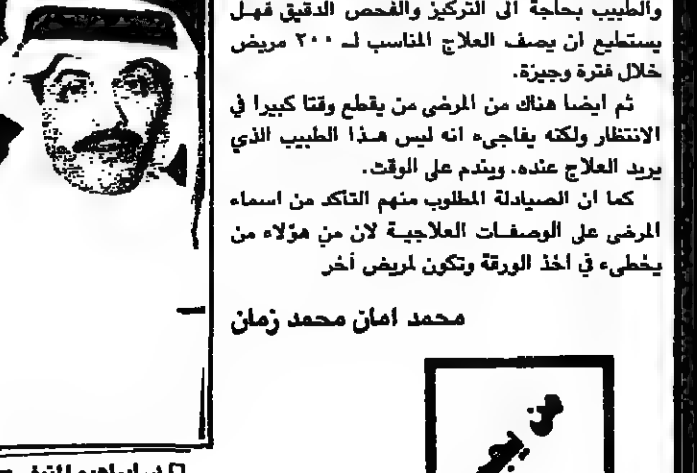 والطبيب بحاجة الى التركيز والفحص الدقيق فهل
يستطيع ان يصف العلاج المناسب لـ ٢٠٠ مريض
خلال فترة وجيزة.
ثم ايضا هناك من المرضى من يقطع وقتا كبيرا في
الانتظار ولكنه يفاجىء انه ليس هذا الطبيب الذي
يريد العلاج عنده. ويندم على الوقت.
كما ان الصيادلة المطلوب منهم التأكد من اسماء
المرضى على الوصفات العلاجية لان من هؤلاء من
يخطىء في أخذ الورقة وتكون لمريض أخر
محمد امان محمد زمان